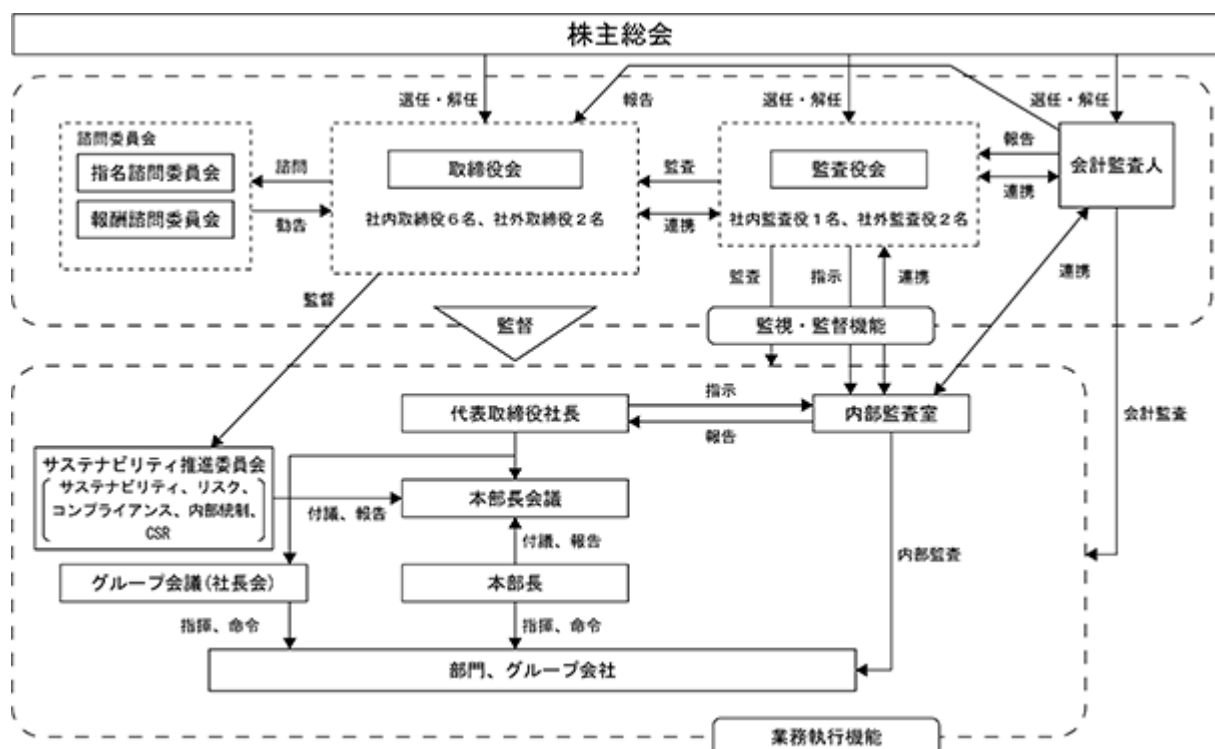 株主総会
選任・解任
報告
選任・解任
選任・解任
諮問委員会
指名諮問委員会
報酬諮問委員会
諮問
勧告
取締役会
社内取締役6名、社外取締役2名
監査
連携
監査役会
社内監査役1名、社外監査役2名
報告
連携
会計監査人
監督
監督
監査
指示
連携
連携
監視・監督機能
代表取締役社長
指示
報告
内部監査室
会計監査
サステナビリティ推進委員会
サステナビリティ、リスク、
コンプライアンス、内部統制、
CSR
付議、報告
本部長会議
付議、報告
内部監査
グループ会議(社長会)
本部長
指揮、命令
指揮、命令
部門、グループ会社
業務執行機能